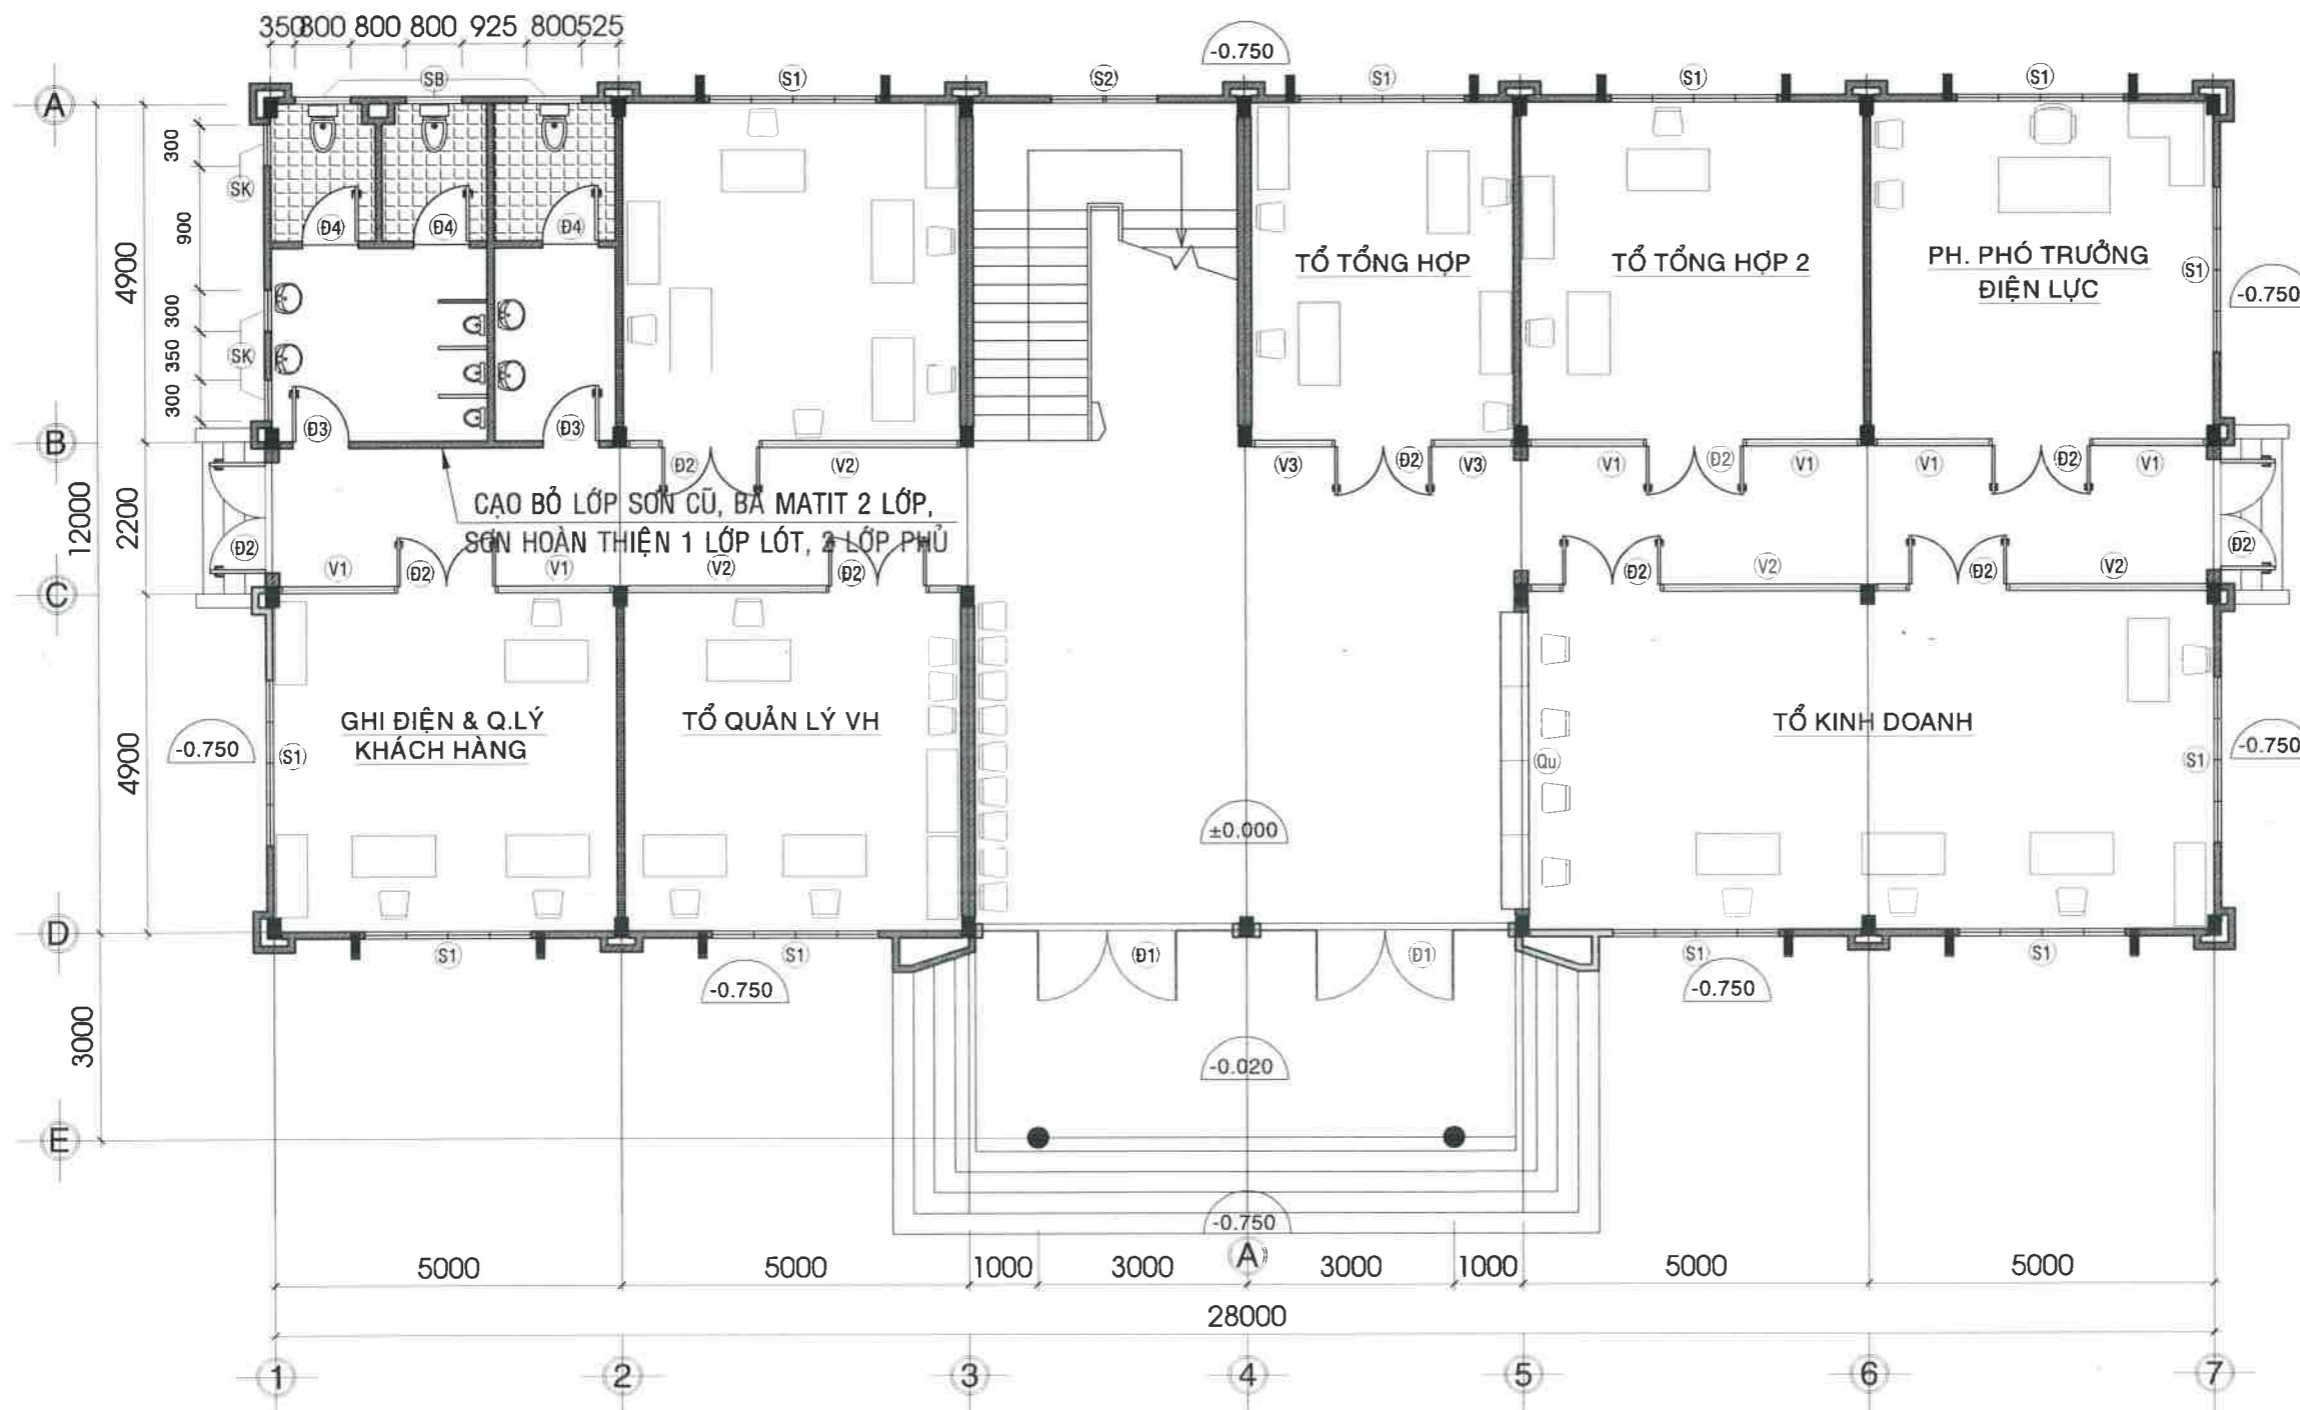 350 800 800 800 925 800 525
-0.750
A
SB
S1
S2
S1
S1
S1
300
SK
900
Đ4
Đ4
Đ4
4900
TỔ TỔNG HỢP
TỔ TỔNG HỢP 2
PH. PHÓ TRƯỞNG
ĐIỆN LỰC
S1
-0.750
300
SK
350
300
B
Đ3
Đ3
Đ2
V2
V3
Đ2
V3
V1
Đ2
V1
V1
Đ2
V1
12000
2200
CẠO BỎ LỚP SƠN CŨ, BẢ MATIT 2 LỚP,
SƠN HOÀN THIỆN 1 LỚP LÓT, 2 LỚP PHỦ
Đ2
Đ2
V1
Đ2
V1
V2
Đ2
Đ2
V2
Đ2
V2
C
4900
GHI ĐIỆN & Q.LÝ
KHÁCH HÀNG
TỔ QUẢN LÝ VH
TỔ KINH DOANH
-0.750
S1
Qu
S1
-0.750
±0.000
D
S1
S1
Đ1
Đ1
S1
S1
-0.750
-0.750
3000
-0.020
E
-0.750
A
5000 5000 1000 3000 3000 1000 5000 5000
28000
1 2 3 4 5 6 7